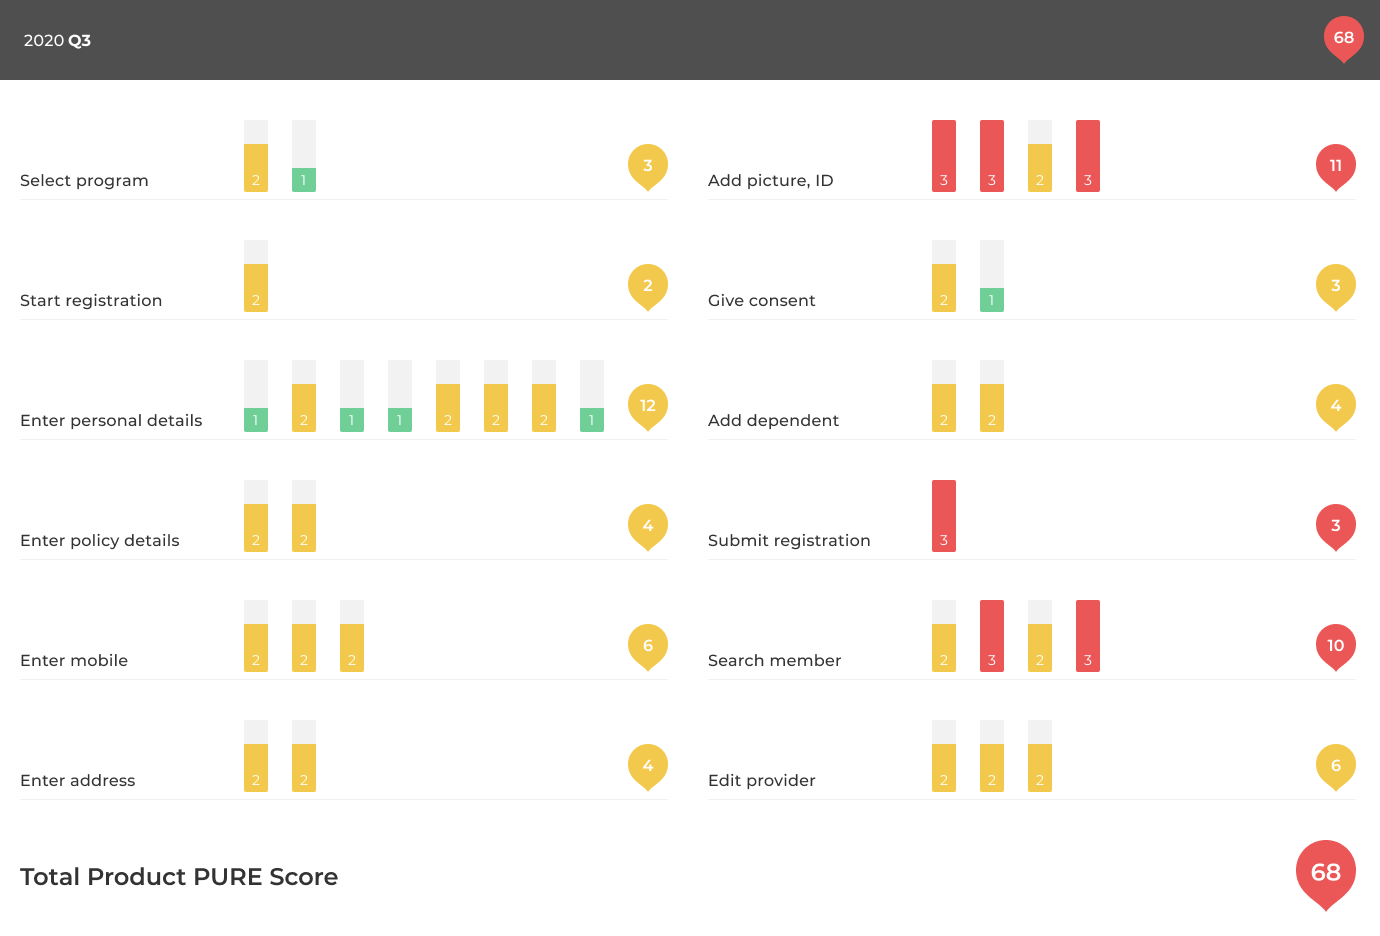 2020 Q3 68
Select program 2 1 3
Start registration 2 2
Enter personal details 1 2 1 1 2 2 2 1 12
Enter policy details 2 2 4
Enter mobile 2 2 2 6
Enter address 2 2 4
Add picture, ID 3 3 2 3 11
Give consent 2 1 3
Add dependent 2 2 4
Submit registration 3 3
Search member 2 3 2 3 10
Edit provider 2 2 2 6
Total Product PURE Score 68